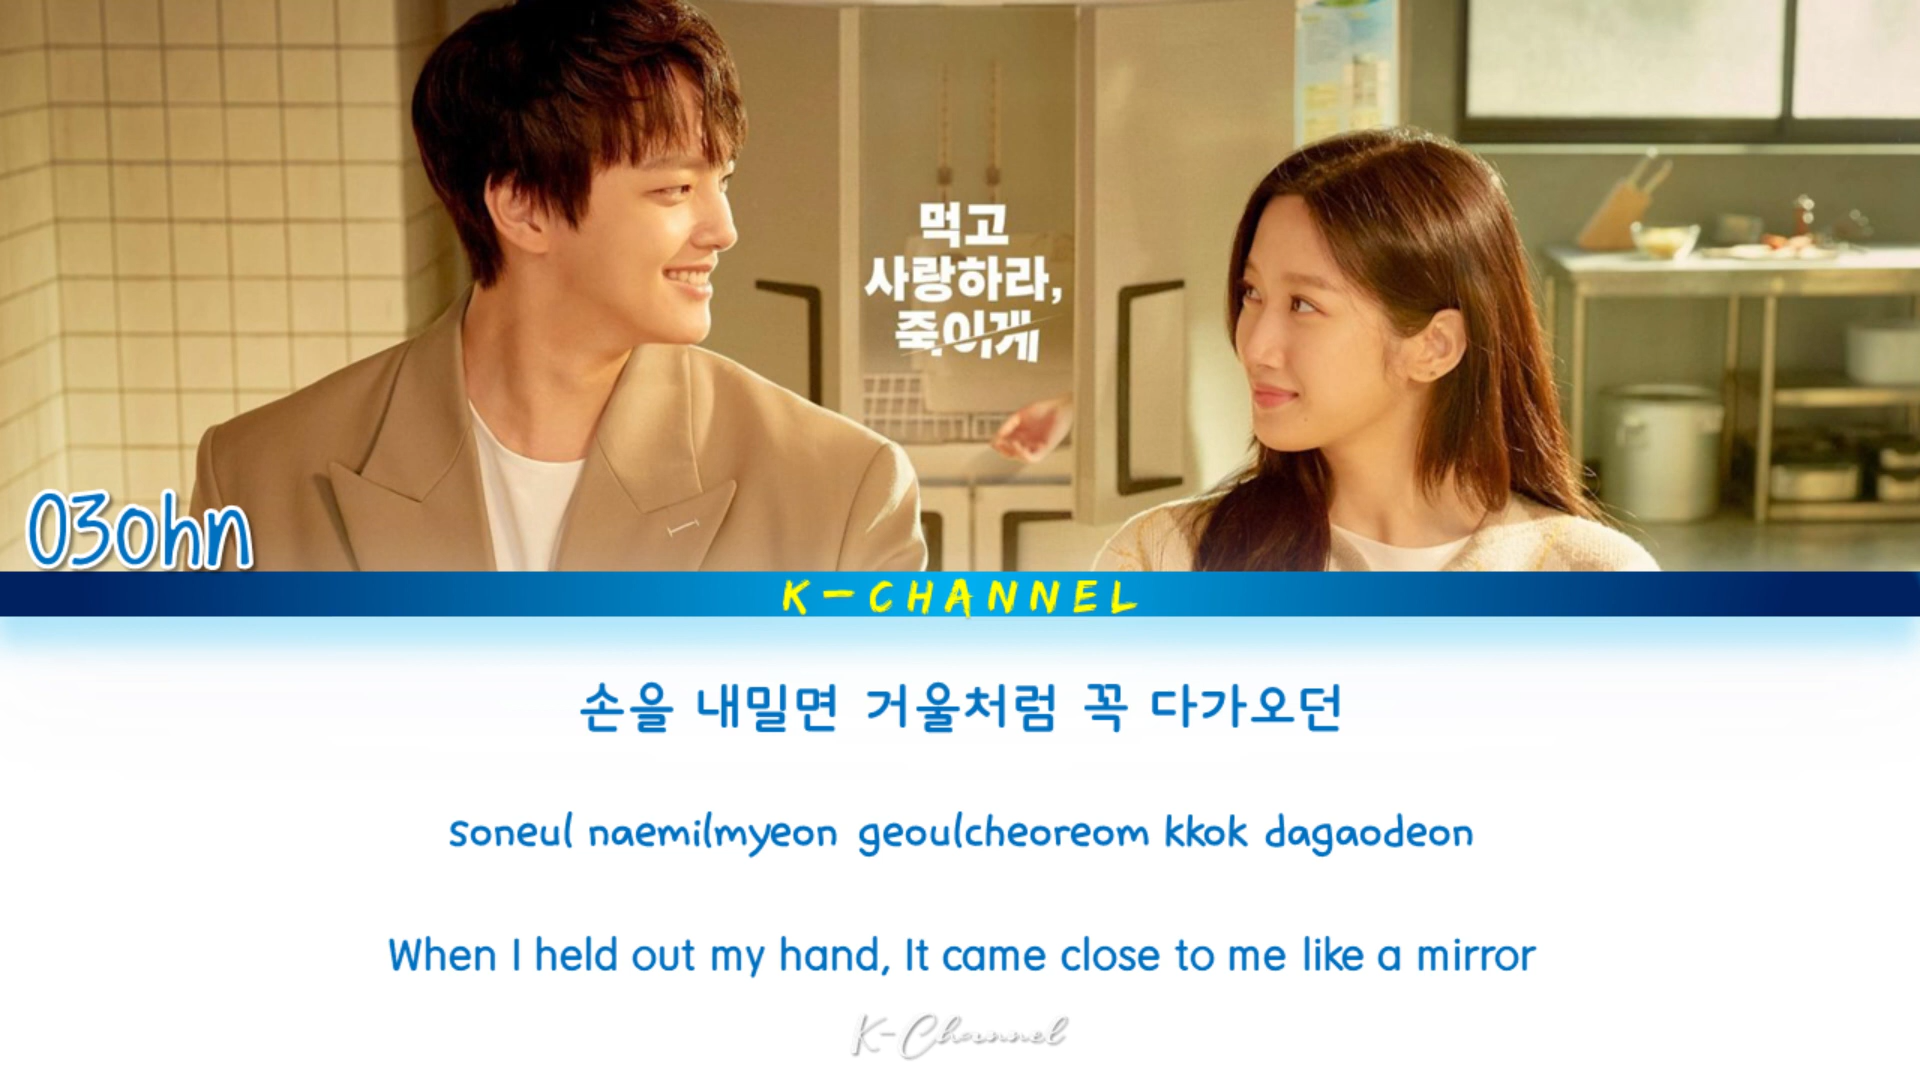 먹고
사랑하라,
죽이게
03ohn
K-CHANNEL
손을 내밀면 거울처럼 꼭 다가오던
soneul naemilmyeon geoulcheoreom kkok dagaodeon
When I held out my hand, It came close to me like a mirror
K-Channel